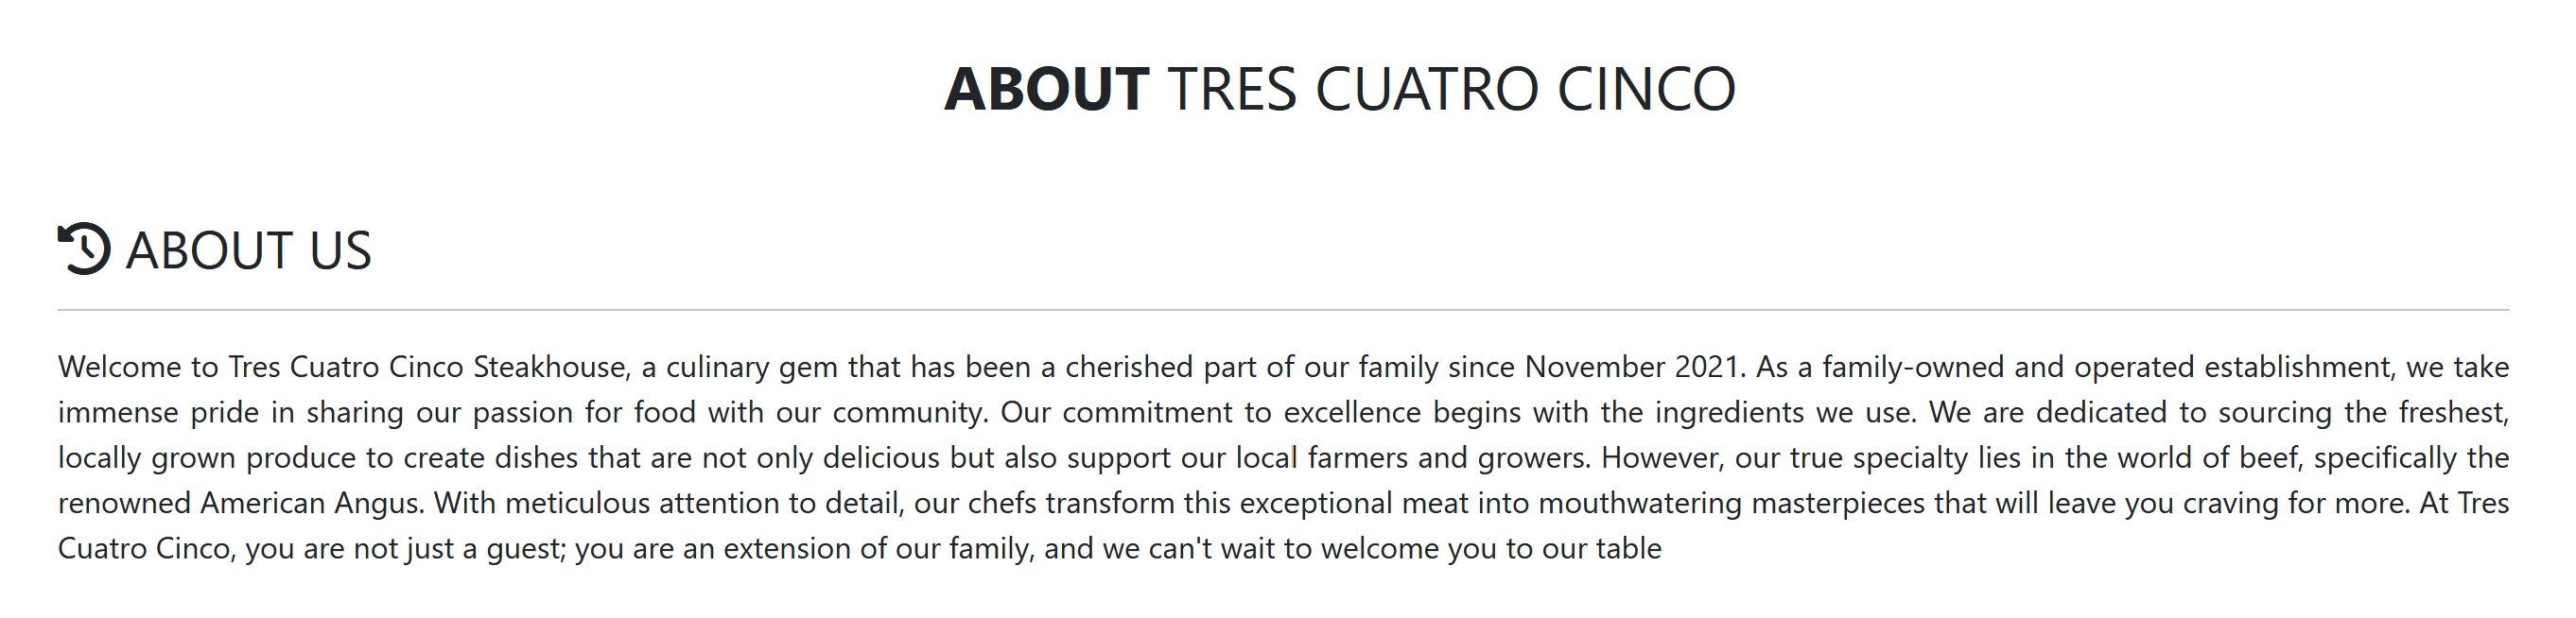 ABOUT TRES CUATRO CINCO
ABOUT US
Welcome to Tres Cuatro Cinco Steakhouse, a culinary gem that has been a cherished part of our family since November 2021. As a family-owned and operated establishment, we take
immense pride in sharing our passion for food with our community. Our commitment to excellence begins with the ingredients we use. We are dedicated to sourcing the freshest,
locally grown produce to create dishes that are not only delicious but also support our local farmers and growers. However, our true specialty lies in the world of beef, specifically the
renowned American Angus. With meticulous attention to detail, our chefs transform this exceptional meat into mouthwatering masterpieces that will leave you craving for more. At Tres
Cuatro Cinco, you are not just a guest; you are an extension of our family, and we can't wait to welcome you to our table